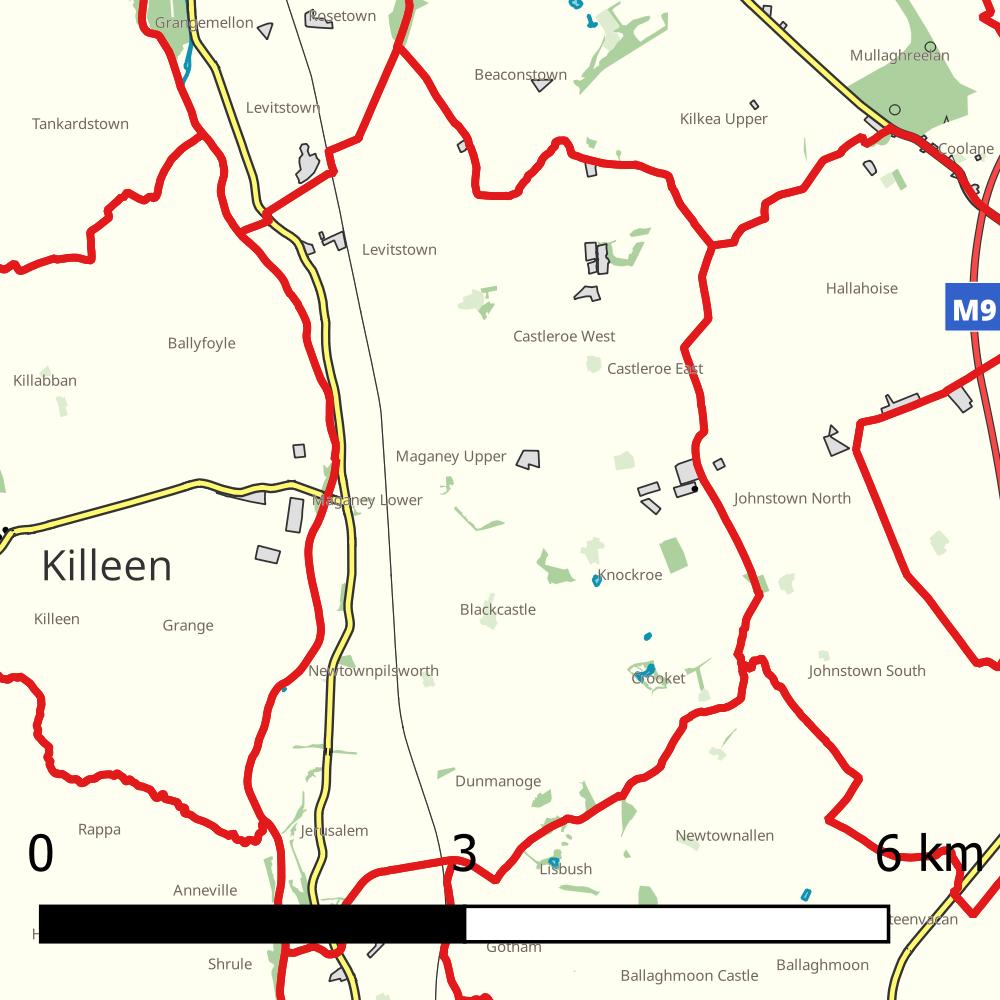 Grangemellon
Rosetown
Mullaghreelan
Beaconstown
Levitstown
Kilkea Upper
Tankardstown
Coolane
Levitstown
Hallahoise
M9
Castleroe West
Ballyfoyle
Castleroe East
Killabban
Maganey Upper
Johnstown North
Maganey Lower
Killeen
Knockroe
Blackcastle
Killeen
Grange
Newtownpilsworth
Johnstown South
Crooket
Dunmanoge
Rappa
Jerusalem
Newtownallen
0 3 6 km
Lisbush
Anneville
teenvacan
H
Gotham
Shrule
Ballaghmoon
Ballaghmoon Castle